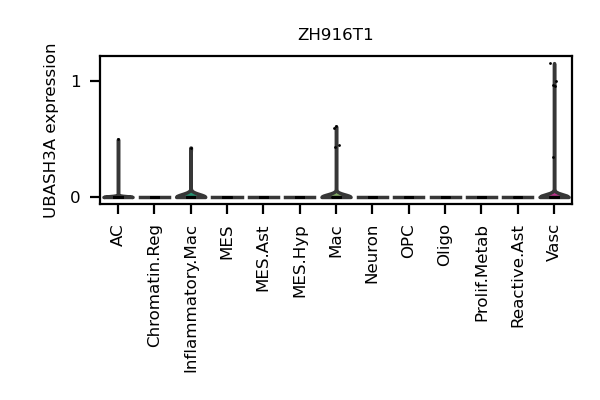 ZH916T1
UBASH3A expression
1
0
AC
Chromatin.Reg
Inflammatory.Mac
MES
MES.Ast
MES.Hyp
Mac
Neuron
OPC
Oligo
Prolif.Metab
Reactive.Ast
Vasc